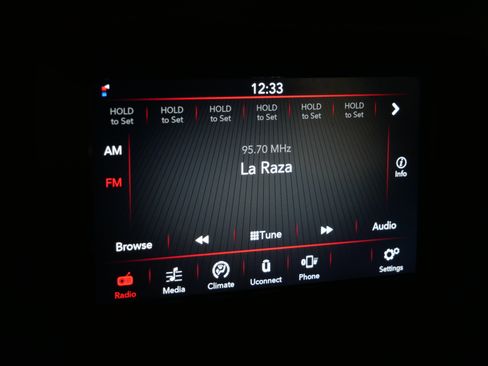 12:33
HOLD to Set HOLD to Set HOLD to Set HOLD to Set HOLD to Set HOLD to Set
AM
95.70 MHz
La Raza
Info
FM
Browse Tune Audio
Radio Media Climate Uconnect Phone Settings